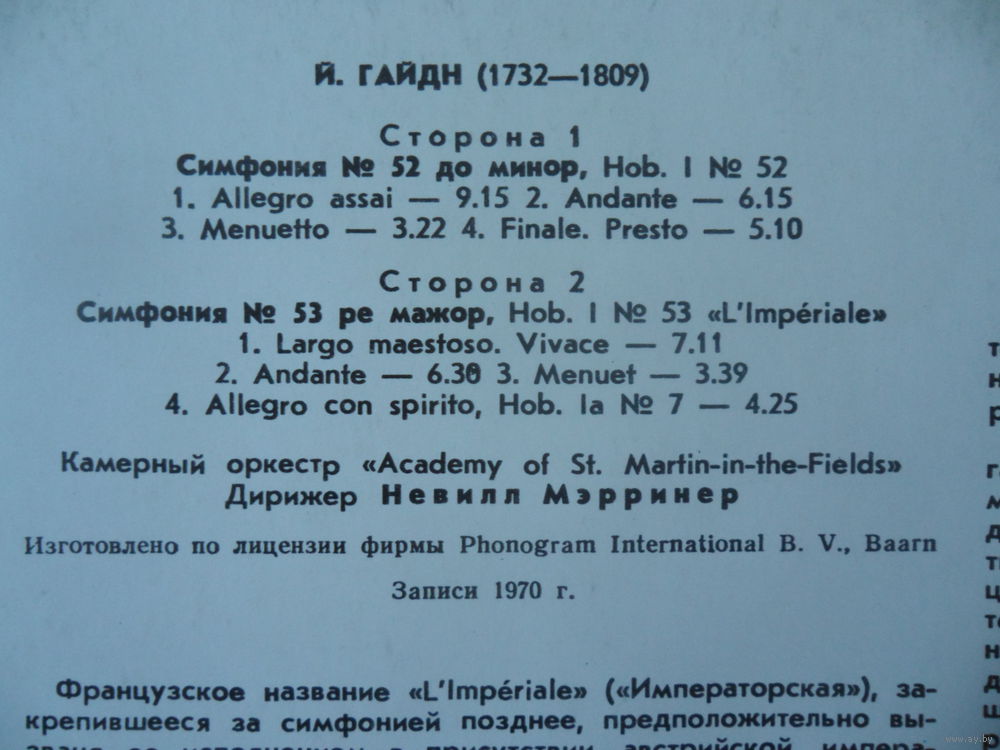 Й. ГАЙДН (1732—1809)
Сторона 1
Симфония № 52 до минор, Hob. I № 52
1. Allegro assai — 9.15 2. Andante — 6.15
3. Menuetto — 3.22 4. Finale. Presto — 5.10
Сторона 2
Симфония № 53 ре мажор, Hob. I № 53 «L'Impériale»
1. Largo maestoso. Vivace — 7.11
2. Andante — 6.30 3. Menuet — 3.39
4. Allegro con spirito, Hob. Ia № 7 — 4.25
Камерный оркестр «Academy of St. Martin-in-the-Fields»
Дирижер Невилл Мэрринер
Изготовлено по лицензии фирмы Phonogram International B. V., Baarn
Записи 1970 г.
Французское название «L'Impériale» («Императорская»), за-
крепившееся за симфонией позднее, предположительно вы-
www.ay.by